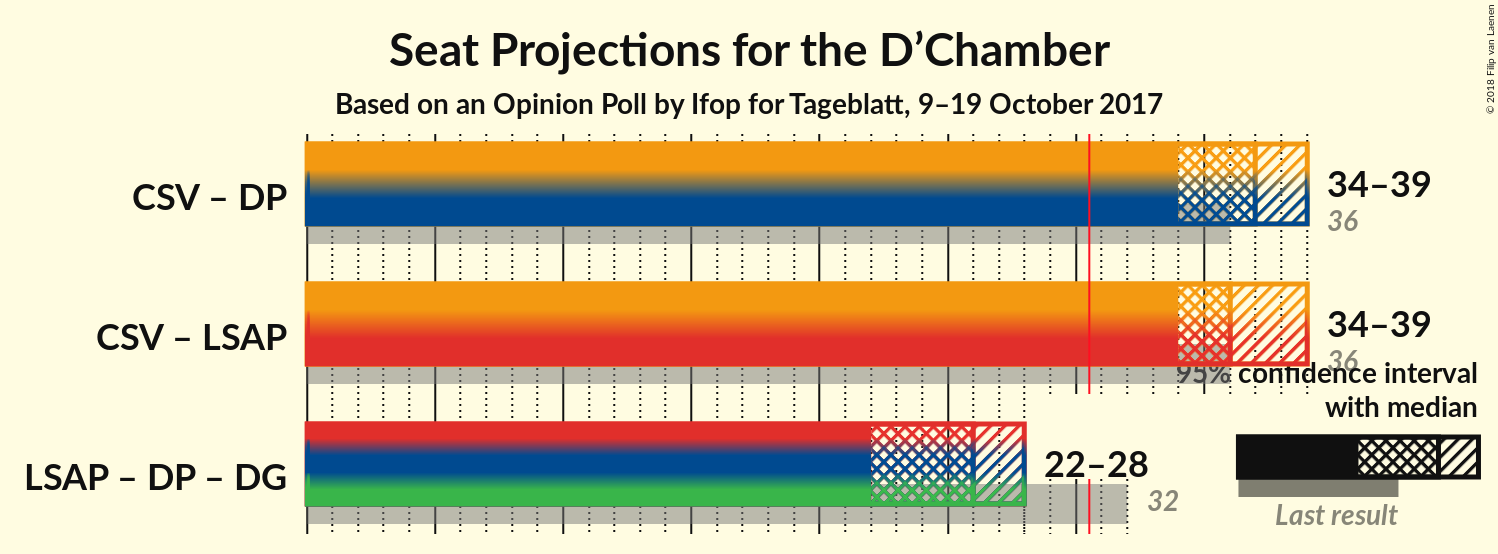 Seat Projections for the D’Chamber
Based on an Opinion Poll by Ifop for Tageblatt, 9–19 October 2017
© 2018 Filip van Laenen
CSV – DP
34–39
36
CSV – LSAP
34–39
36
95% confidence interval
with median
LSAP – DP – DG
22–28
32
Last result